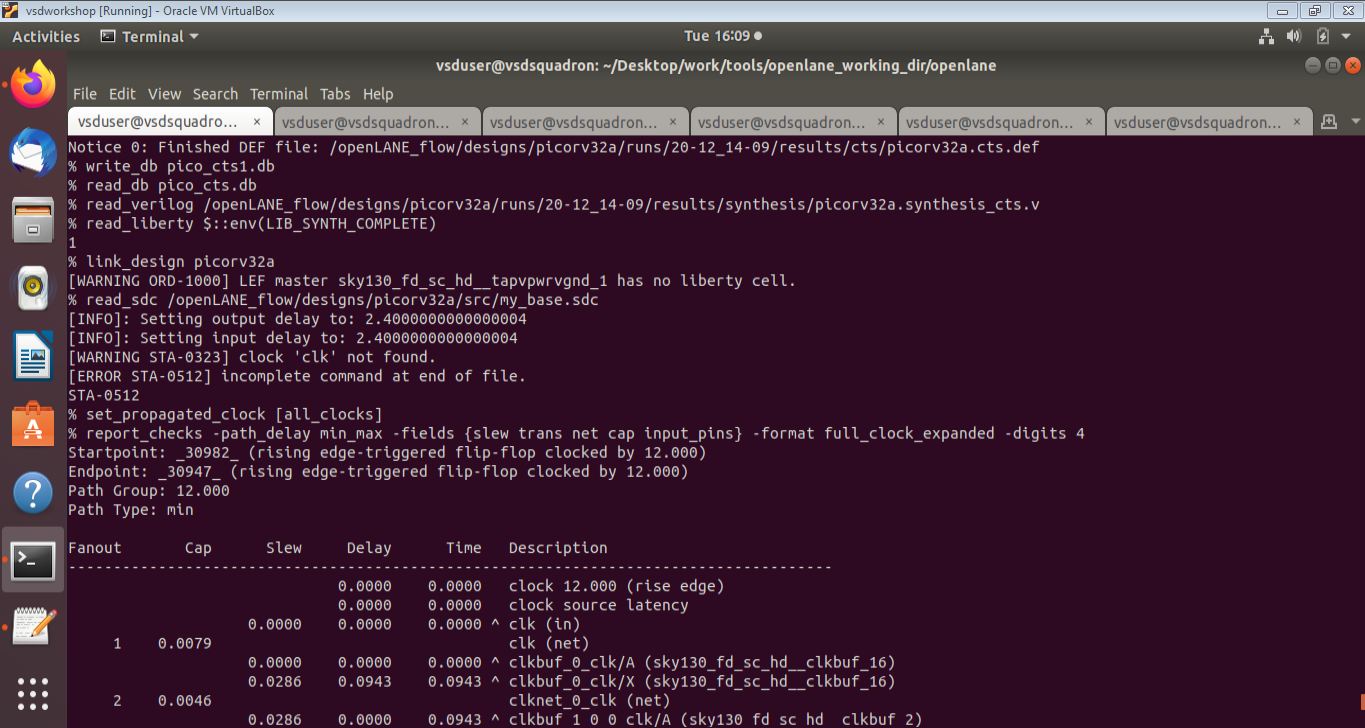 vsdworkshop [Running] - Oracle VM VirtualBox
Activities Terminal Tue 16:09
vsduser@vsdsquadron: ~/Desktop/work/tools/openlane_working_dir/openlane
File Edit View Search Terminal Tabs Help
vsduser@vsdsquadro... × vsduser@vsdsquadron... × vsduser@vsdsquadron... × vsduser@vsdsquadron... × vsduser@vsdsquadron... × vsduser@vsdsquadron... ×
Notice 0: Finished DEF file: /openLANE_flow/designs/picorv32a/runs/20-12_14-09/results/cts/picorv32a.cts.def
% write_db pico_cts1.db
% read_db pico_cts.db
% read_verilog /openLANE_flow/designs/picorv32a/runs/20-12_14-09/results/synthesis/picorv32a.synthesis_cts.v
% read_liberty $::env(LIB_SYNTH_COMPLETE)
1
% link_design picorv32a
[WARNING ORD-1000] LEF master sky130_fd_sc_hd__tapvpwrvgnd_1 has no liberty cell.
% read_sdc /openLANE_flow/designs/picorv32a/src/my_base.sdc
[INFO]: Setting output delay to: 2.4000000000000004
[INFO]: Setting input delay to: 2.4000000000000004
[WARNING STA-0323] clock 'clk' not found.
[ERROR STA-0512] incomplete command at end of file.
STA-0512
% set_propagated_clock [all_clocks]
% report_checks -path_delay min_max -fields {slew trans net cap input_pins} -format full_clock_expanded -digits 4
Startpoint: _30982_ (rising edge-triggered flip-flop clocked by 12.000)
Endpoint: _30947_ (rising edge-triggered flip-flop clocked by 12.000)
Path Group: 12.000
Path Type: min
Fanout Cap Slew Delay Time Description
-------------------------------------------------------------------------------------
0.0000 0.0000 clock 12.000 (rise edge)
0.0000 0.0000 clock source latency
0.0000 0.0000 0.0000 ^ clk (in)
1 0.0079 clk (net)
0.0000 0.0000 0.0000 ^ clkbuf_0_clk/A (sky130_fd_sc_hd__clkbuf_16)
0.0286 0.0943 0.0943 ^ clkbuf_0_clk/X (sky130_fd_sc_hd__clkbuf_16)
2 0.0046 clknet_0_clk (net)
0.0286 0.0000 0.0943 ^ clkbuf_1_0_0_clk/A (sky130_fd_sc_hd__clkbuf_2)